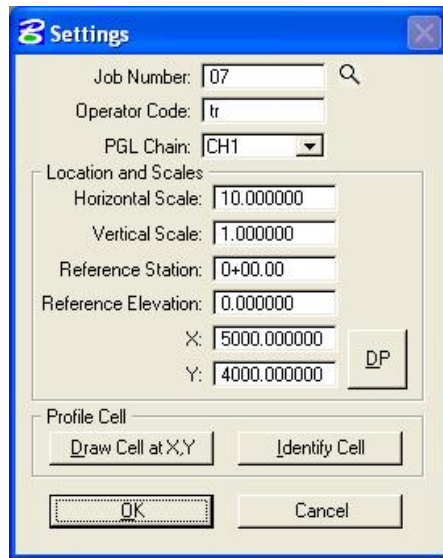 Settings
Job Number: 07
Operator Code: tr
PGL Chain: CH1
Location and Scales
Horizontal Scale: 10.000000
Vertical Scale: 1.000000
Reference Station: 0+00.00
Reference Elevation: 0.000000
X: 5000.000000
Y: 4000.000000
DP
Profile Cell
Draw Cell at X,Y Identify Cell
OK Cancel